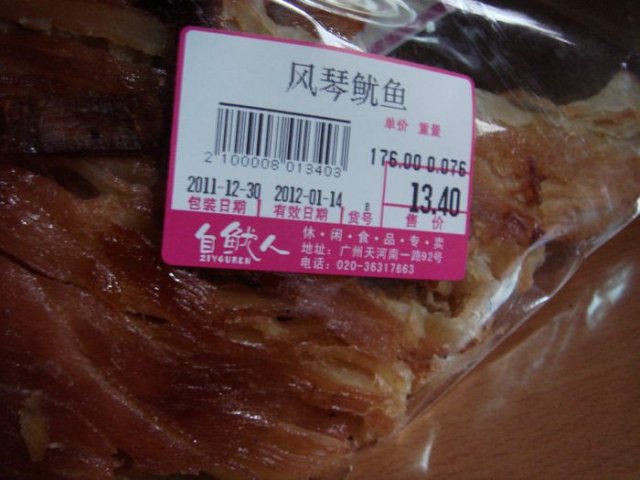 风琴鱿鱼
单价 重量
2 100008 013403
176.00 0.076
2011-12-30 2012-01-14 B 13.40
包装日期 有效日期 货号 售价
自鱿人
ZIYOUREN
休·闲·食·品·专·卖
地址：广州天河南一路92号
电话：020-36317663